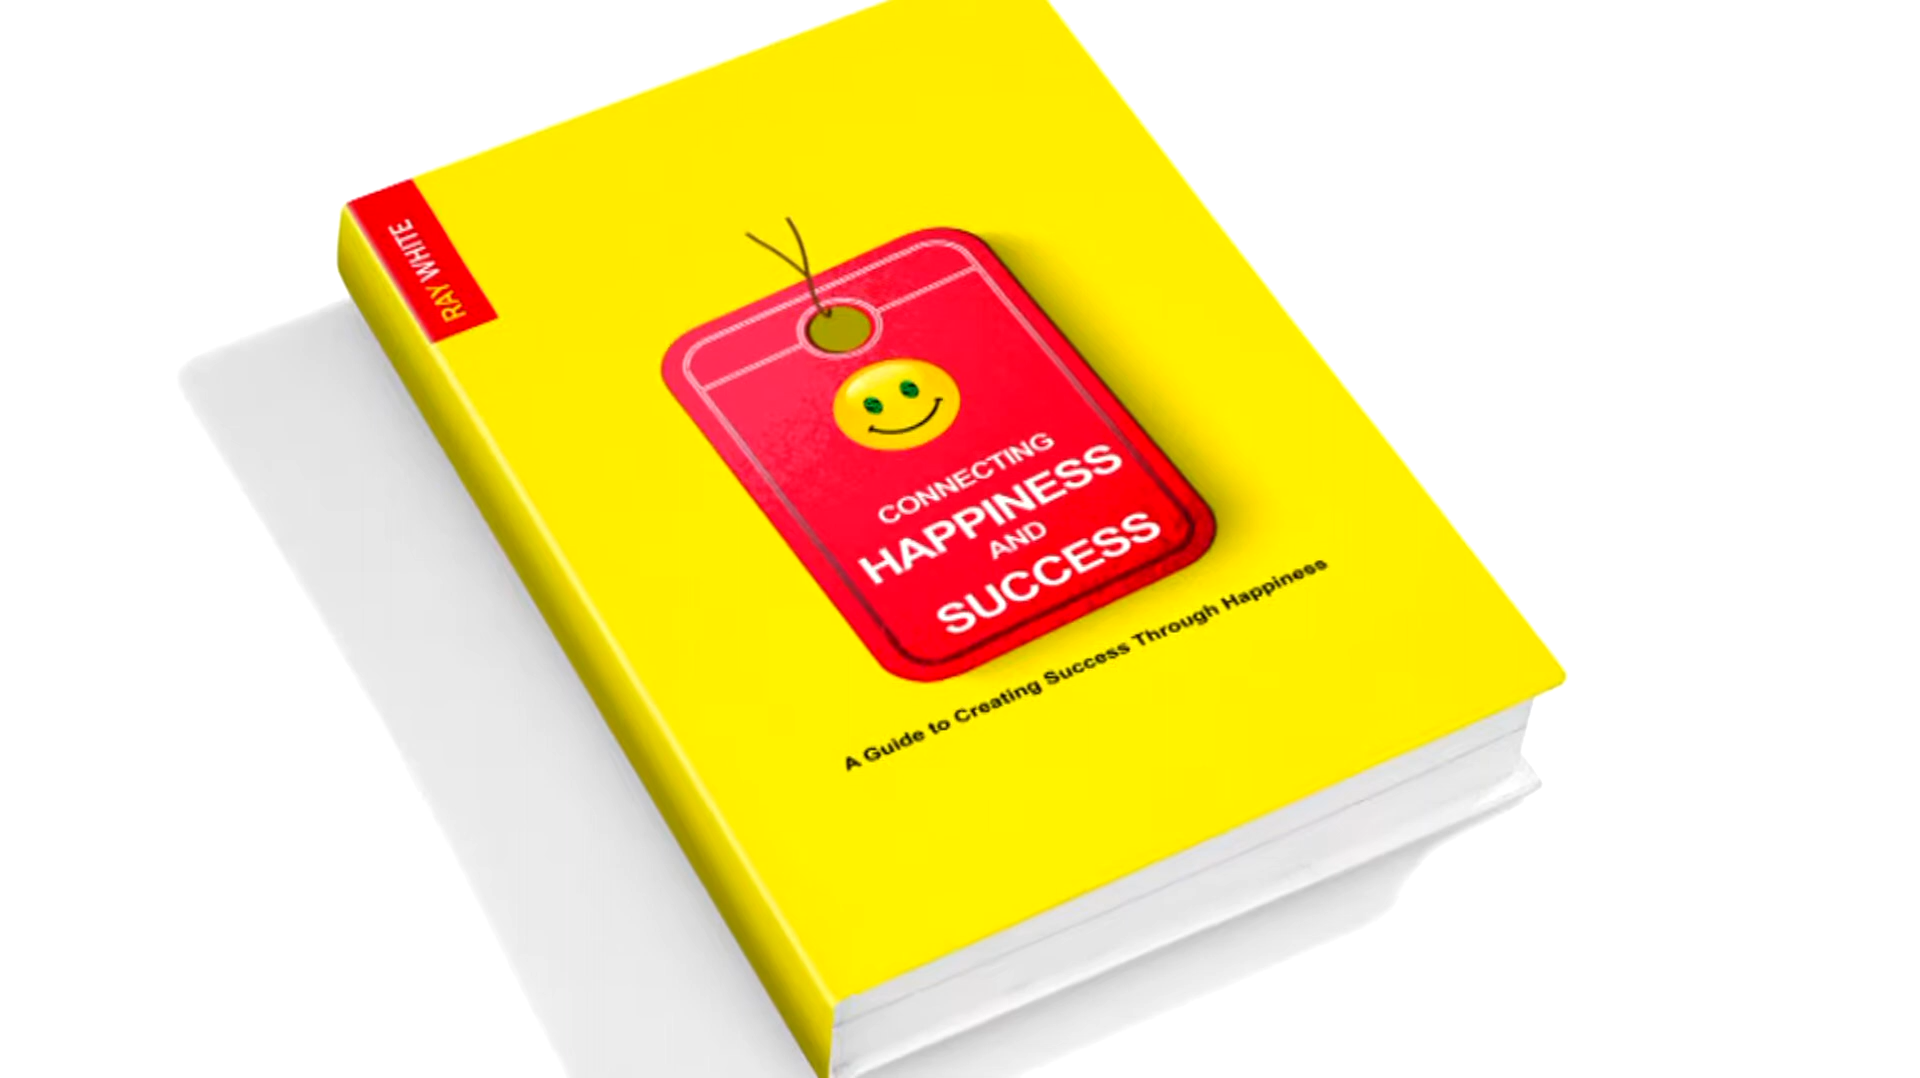 RAY WHITE
CONNECTING
HAPPINESS
AND
SUCCESS
A Guide to Creating Success Through Happiness